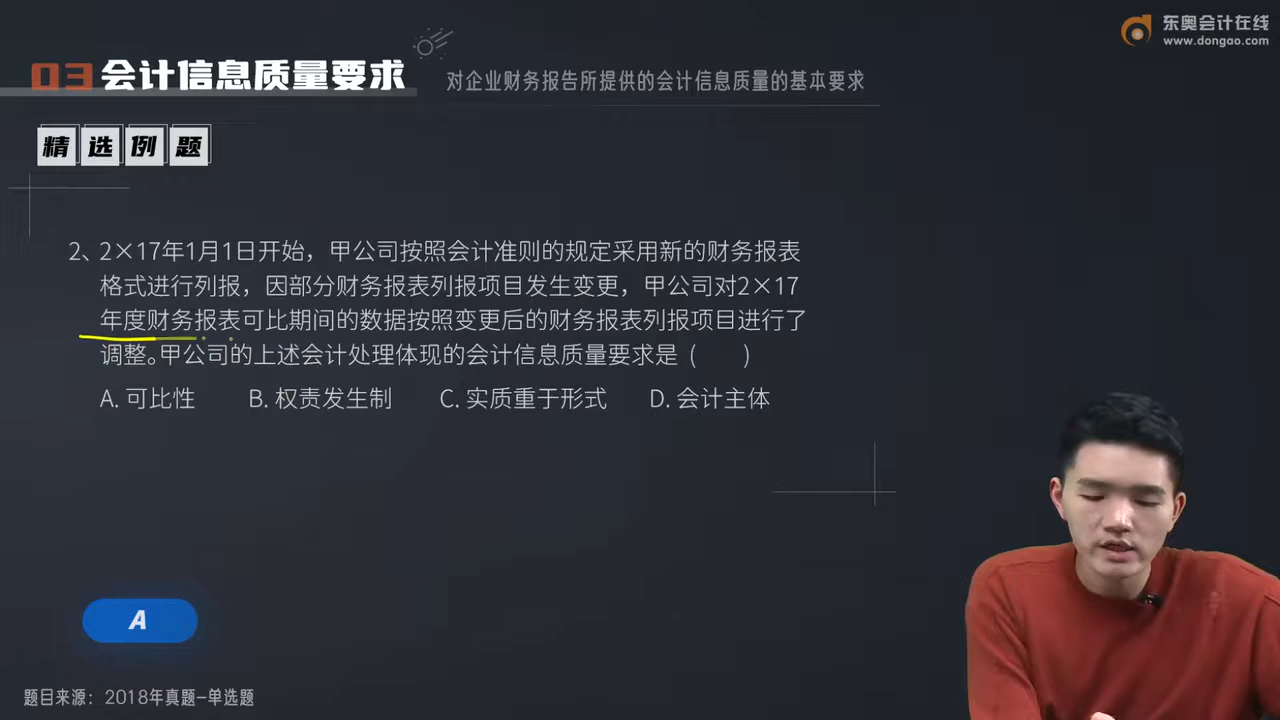 东奥会计在线
www.dongao.com
03 会计信息质量要求
对企业财务报告所提供的会计信息质量的基本要求
精选例题
2、2×17年1月1日开始，甲公司按照会计准则的规定采用新的财务报表
格式进行列报，因部分财务报表列报项目发生变更，甲公司对2×17
年度财务报表可比期间的数据按照变更后的财务报表列报项目进行了
调整。甲公司的上述会计处理体现的会计信息质量要求是（　　）
A. 可比性　　B. 权责发生制　　C. 实质重于形式　　D. 会计主体
A
题目来源：2018年真题-单选题